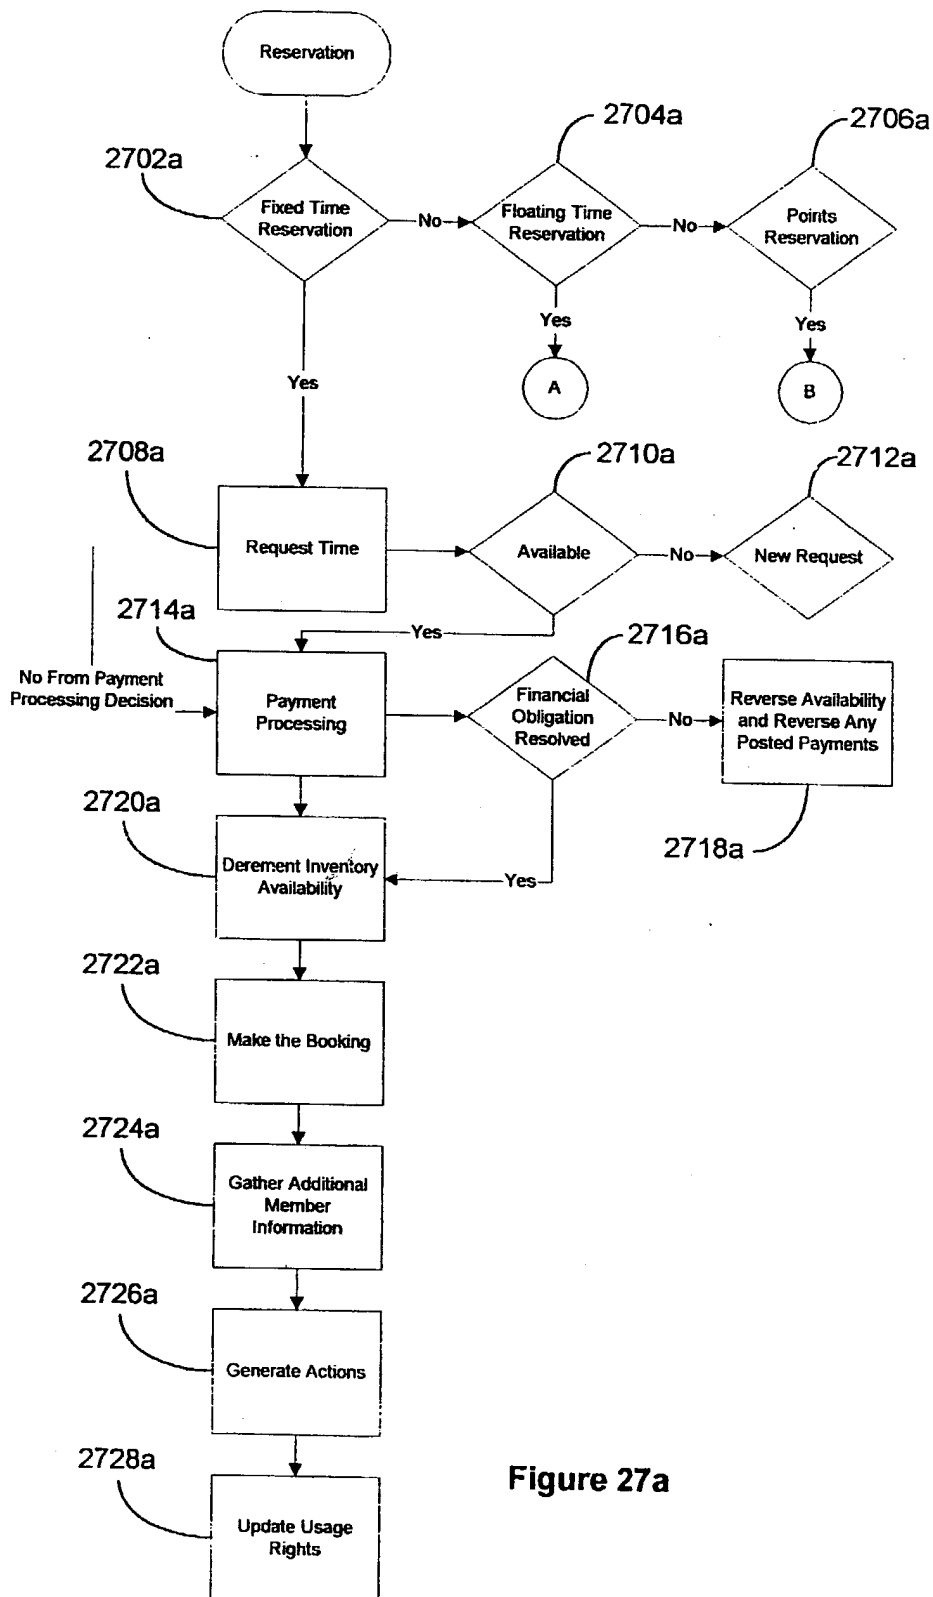 Reservation
2704a
2706a
2702a
Fixed Time
Reservation
No
Floating Time
Reservation
No
Points
Reservation
Yes
Yes
Yes
A
B
2708a
2710a
2712a
Request Time
Available
No
New Request
2714a
Yes
2716a
No From Payment
Processing Decision
Payment
Processing
Financial
Obligation
Resolved
No
Reverse Availability
and Reverse Any
Posted Payments
2720a
2718a
Derement Inventory
Availability
Yes
2722a
Make the Booking
2724a
Gather Additional
Member
Information
2726a
Generate Actions
2728a
Figure 27a
Update Usage
Rights